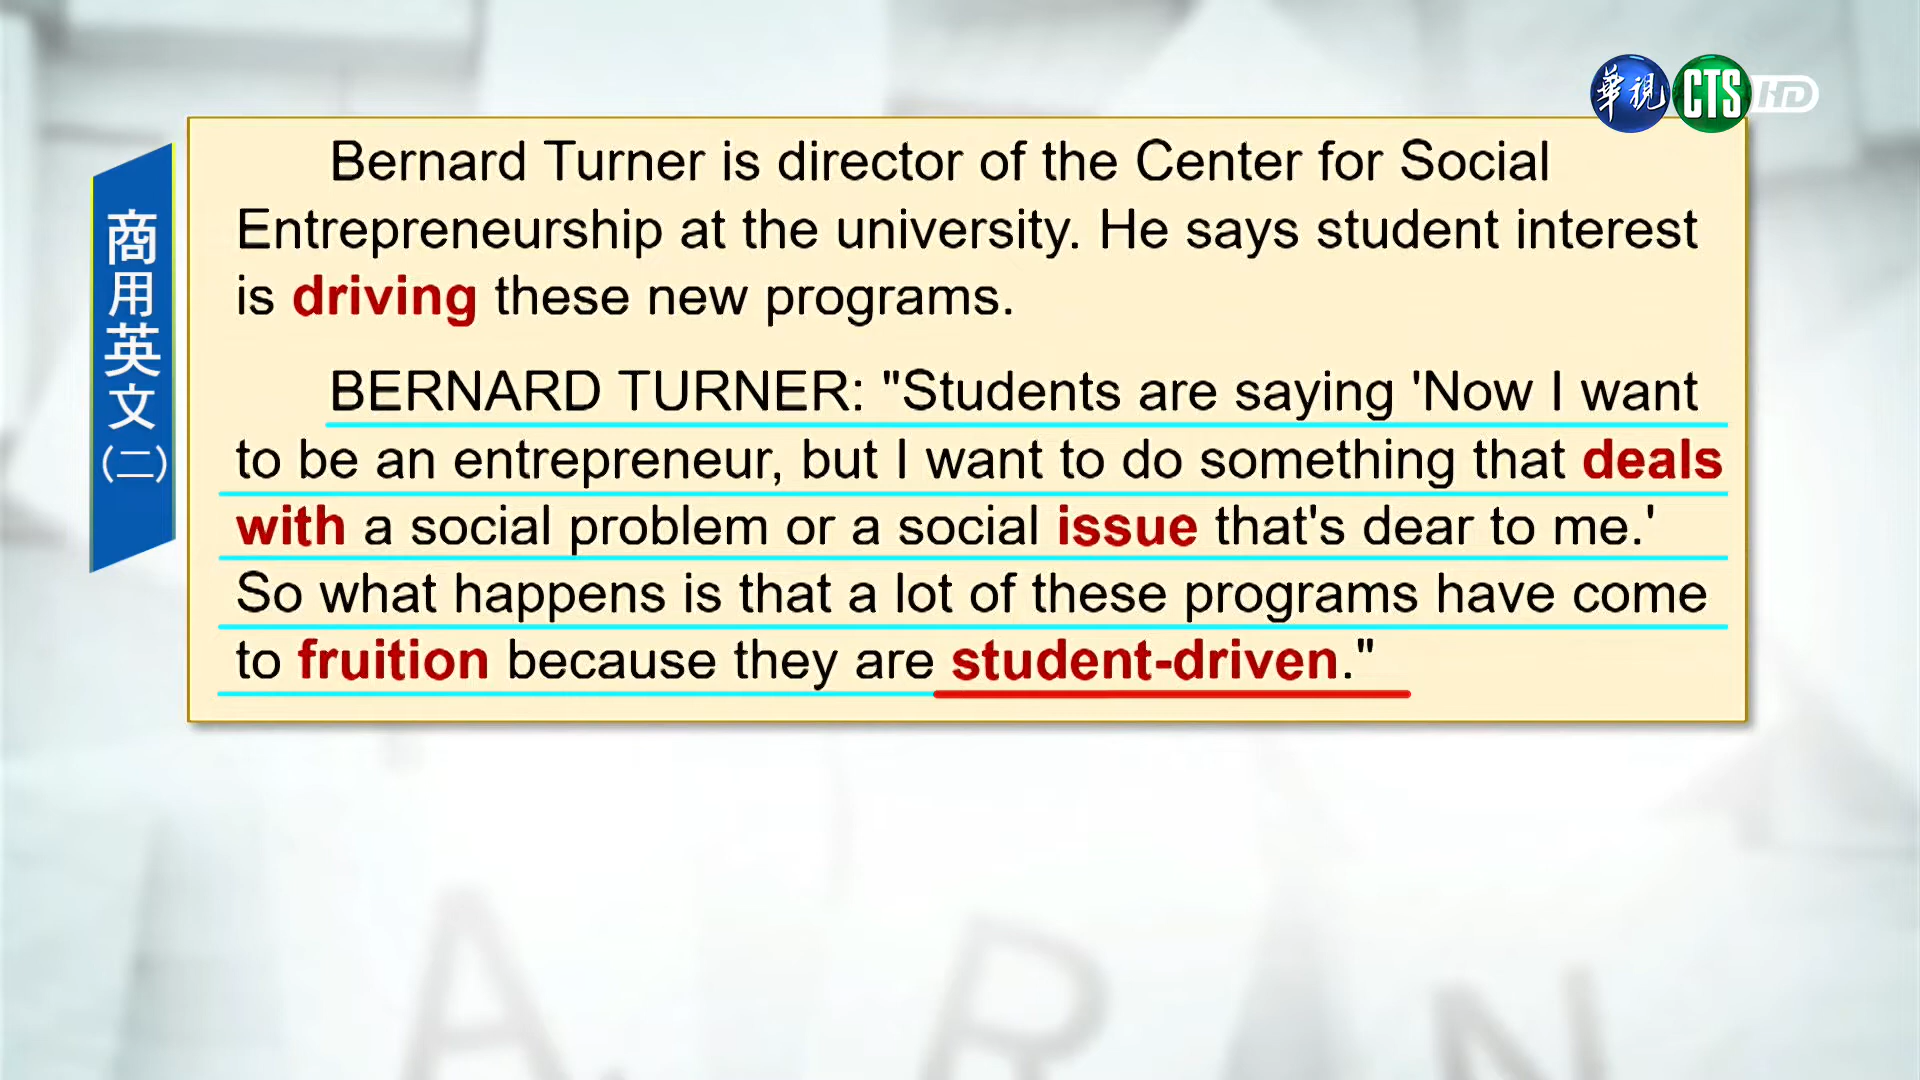 華視 CTS HD
商用英文(二)
Bernard Turner is director of the Center for Social
Entrepreneurship at the university. He says student interest
is driving these new programs.
BERNARD TURNER: "Students are saying 'Now I want
to be an entrepreneur, but I want to do something that deals
with a social problem or a social issue that's dear to me.'
So what happens is that a lot of these programs have come
to fruition because they are student-driven."
A R N